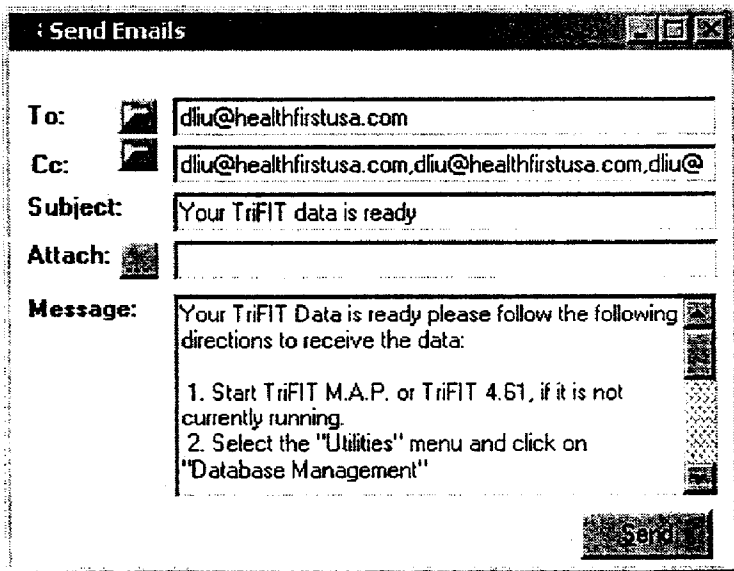 Send Emails
To: dliu@healthfirstusa.com
Cc: dliu@healthfirstusa.com,dliu@healthfirstusa.com,dliu@
Subject: Your TriFIT data is ready
Attach:
Message: Your TriFIT Data is ready please follow the following
directions to receive the data:
1. Start TriFIT M.A.P. or TriFIT 4.61, if it is not
currently running.
2. Select the "Utilities" menu and click on
"Database Management"
Send